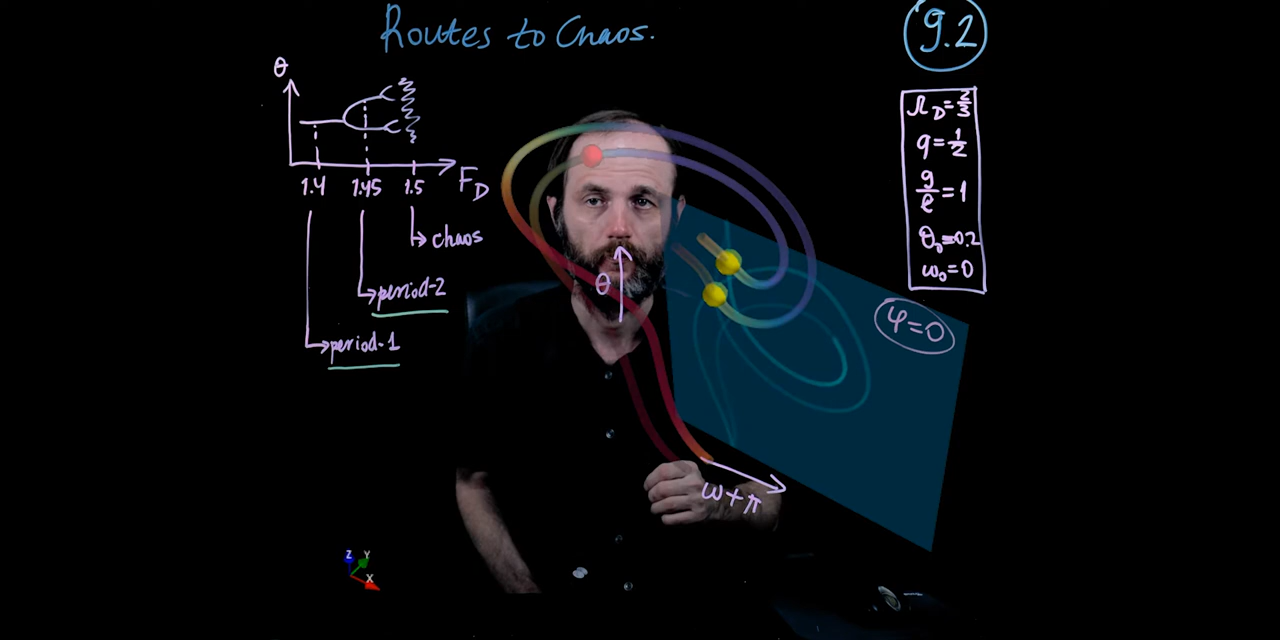 Routes to Chaos.
9.2
θ
1.4 1.45 1.5 F_D
chaos
period-2
period-1
Ω_D = 2/3
q = 1/2
g/ℓ = 1
θ₀ = 0.2
ω₀ = 0
φ = 0
θ
ω + π
Z Y X